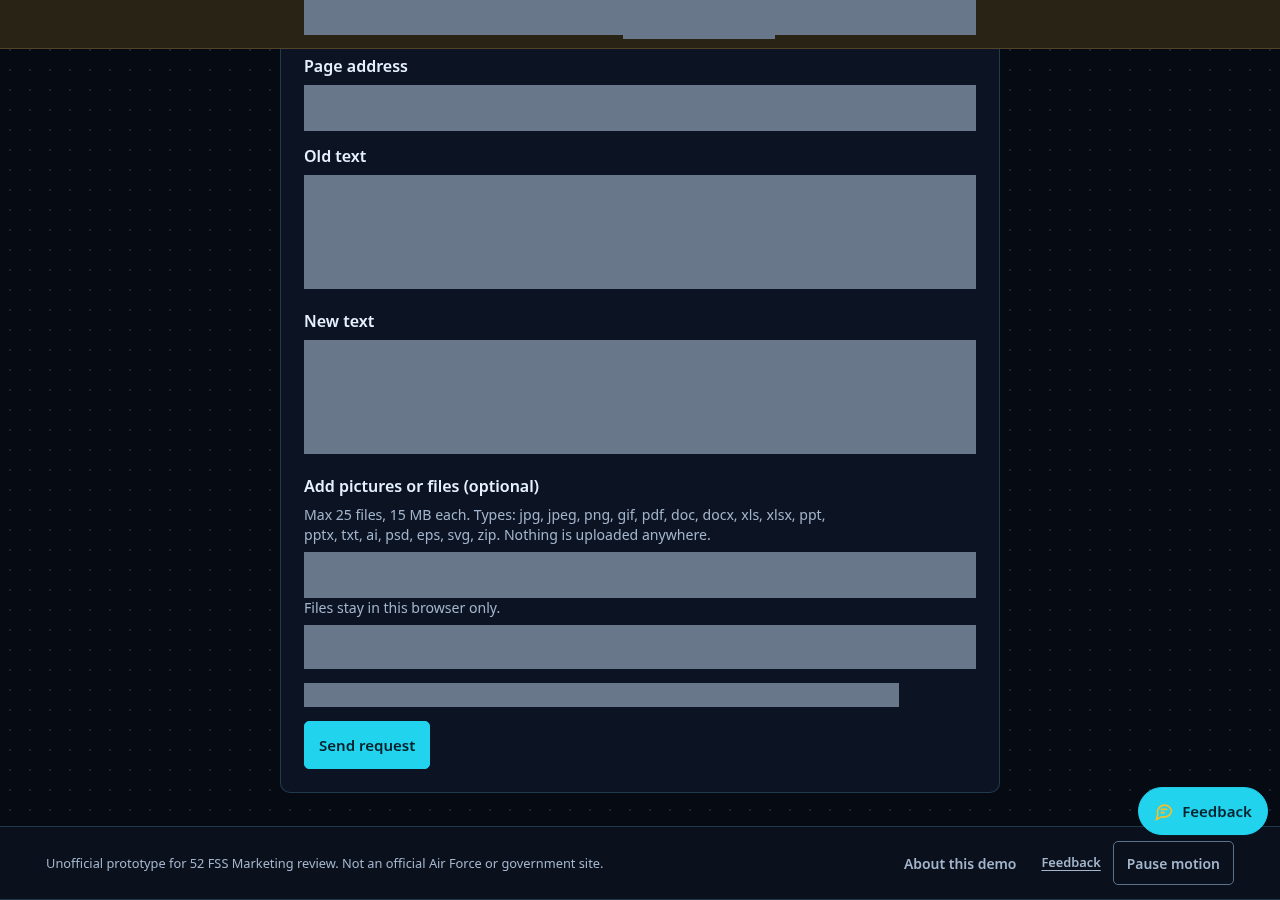 Page address
Old text
New text
Add pictures or files (optional)
Max 25 files, 15 MB each. Types: jpg, jpeg, png, gif, pdf, doc, docx, xls, xlsx, ppt,
pptx, txt, ai, psd, eps, svg, zip. Nothing is uploaded anywhere.
Files stay in this browser only.
Send request
Feedback
Unofficial prototype for 52 FSS Marketing review. Not an official Air Force or government site.
About this demo
Feedback
Pause motion